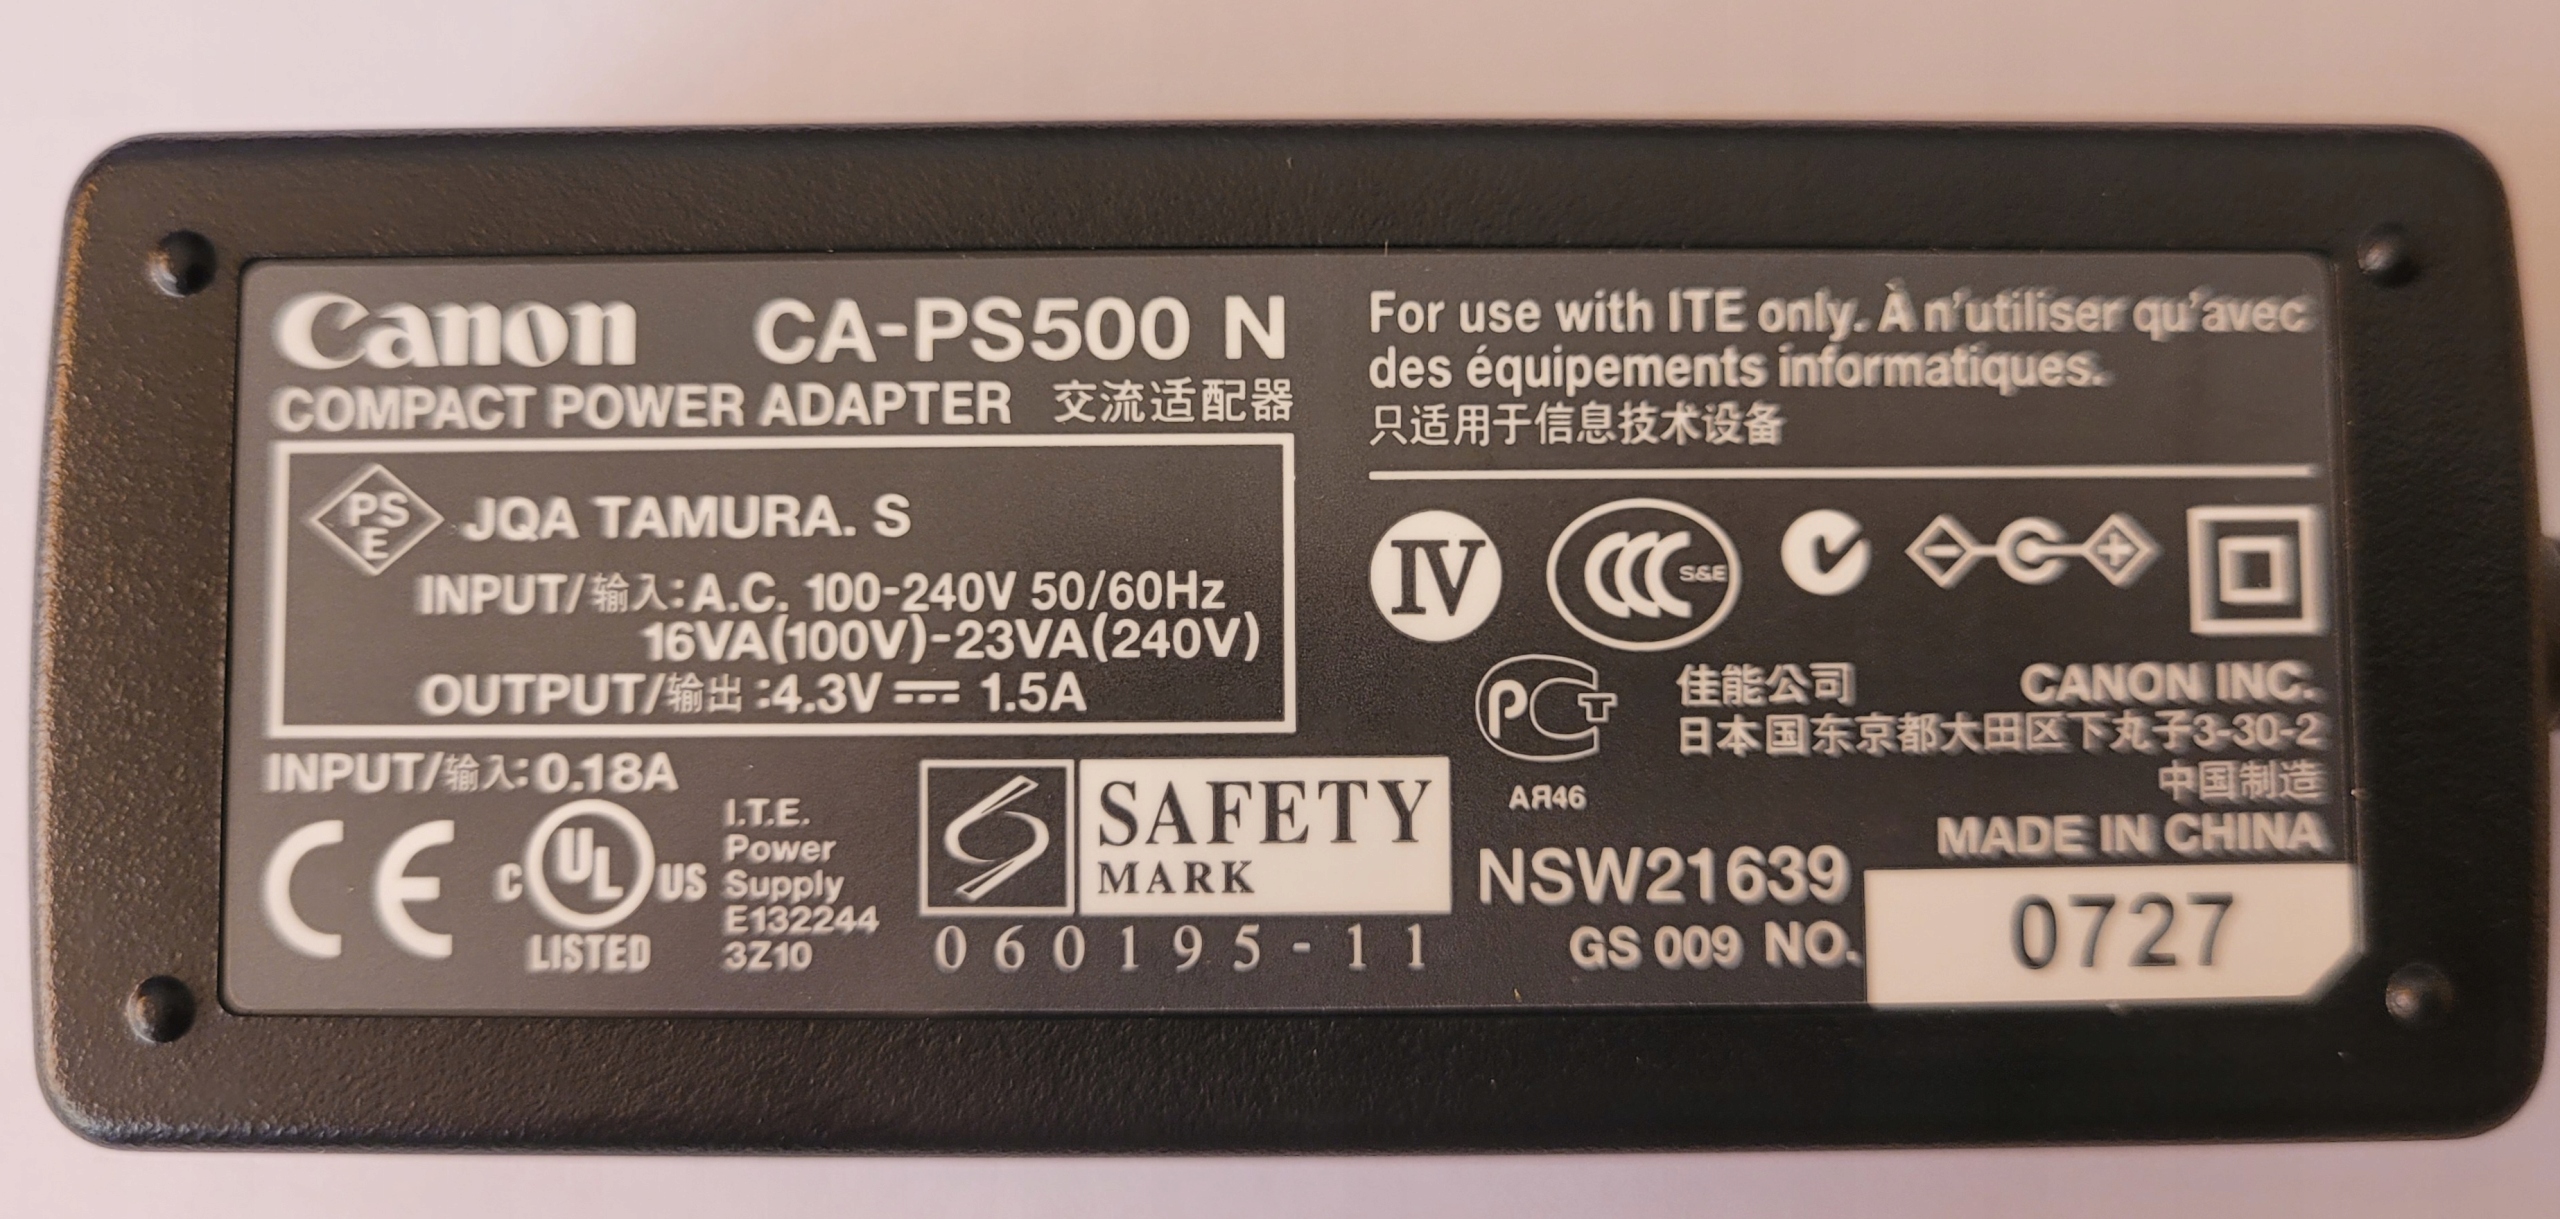 Canon CA-PS500 N
COMPACT POWER ADAPTER 交流适配器
PS
E
JQA TAMURA. S
INPUT/输入:A.C. 100-240V 50/60Hz
16VA(100V)-23VA(240V)
OUTPUT/输出:4.3V ⎓ 1.5A
INPUT/输入:0.18A
CE
C UL US
LISTED
I.T.E.
Power
Supply
E132244
3Z10
SAFETY
MARK
060195-11
For use with ITE only. À n'utiliser qu'avec
des équipements informatiques.
只适用于信息技术设备
IV
CCC S&E
- +
PCT
АЯ46
佳能公司 CANON INC.
日本国东京都大田区下丸子3-30-2
中国制造
MADE IN CHINA
NSW21639
GS 009 NO. 0727